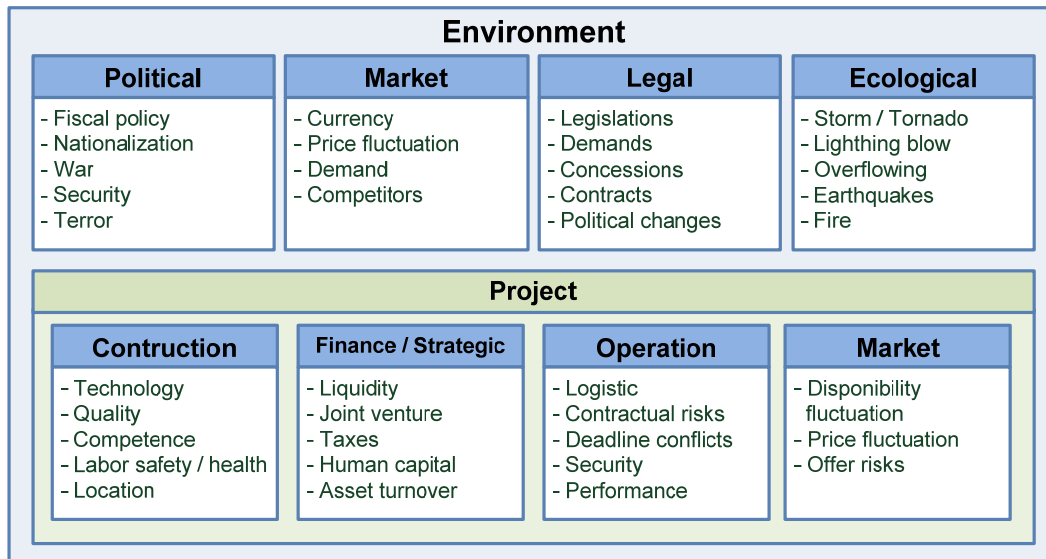 Environment
Political
- Fiscal policy
- Nationalization
- War
- Security
- Terror
Market
- Currency
- Price fluctuation
- Demand
- Competitors
Legal
- Legislations
- Demands
- Concessions
- Contracts
- Political changes
Ecological
- Storm / Tornado
- Lighthing blow
- Overflowing
- Earthquakes
- Fire
Project
Contruction
- Technology
- Quality
- Competence
- Labor safety / health
- Location
Finance / Strategic
- Liquidity
- Joint venture
- Taxes
- Human capital
- Asset turnover
Operation
- Logistic
- Contractual risks
- Deadline conflicts
- Security
- Performance
Market
- Disponibility
fluctuation
- Price fluctuation
- Offer risks